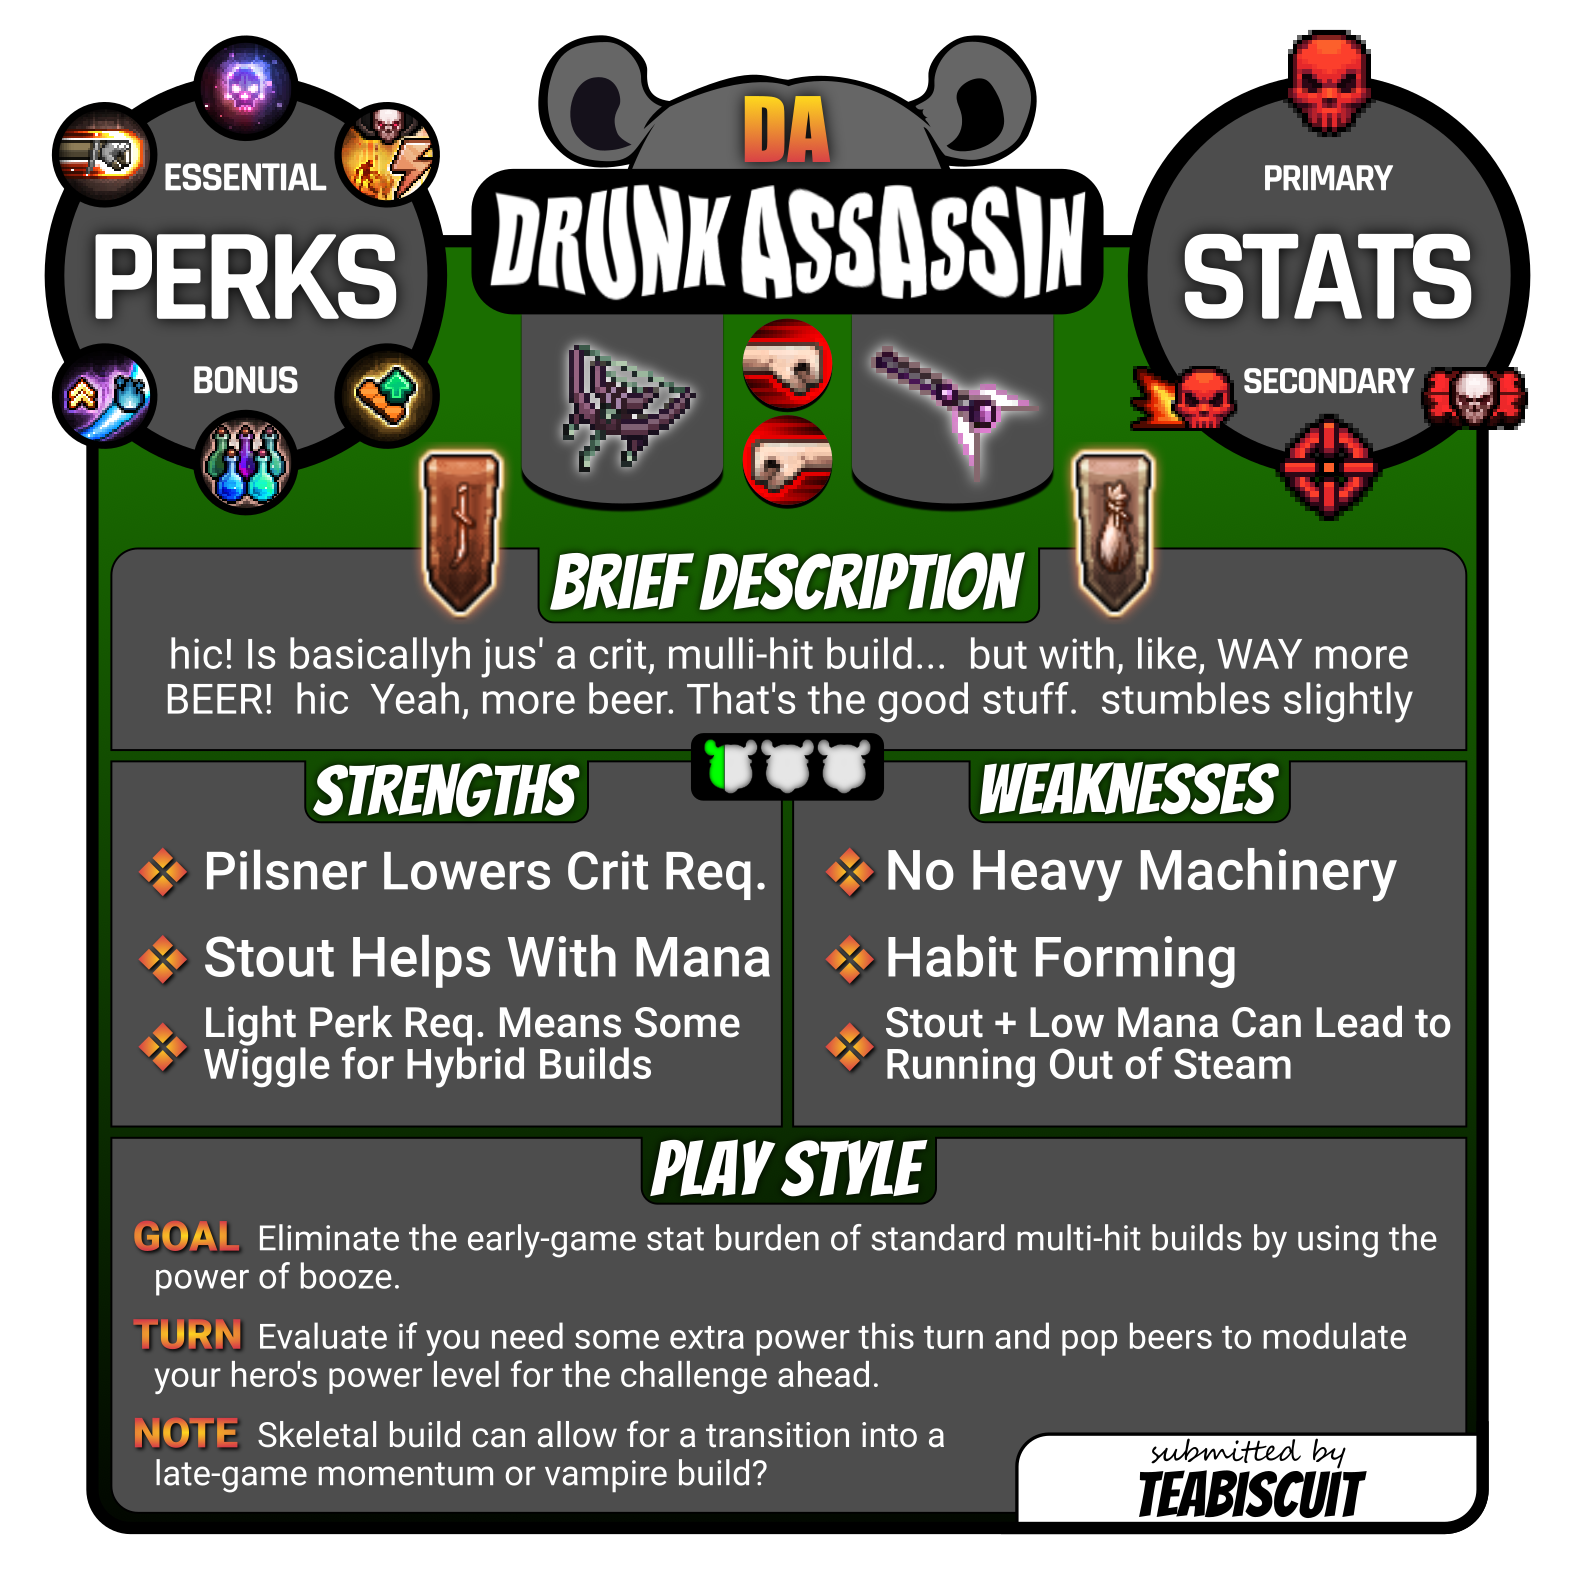 DA
DRUNK ASSASSIN
ESSENTIAL
PERKS
BONUS
PRIMARY
STATS
SECONDARY
BRIEF DESCRIPTION
hic! Is basicallyh jus' a crit, mulli-hit build... but with, like, WAY more
BEER! hic Yeah, more beer. That's the good stuff. stumbles slightly
STRENGTHS
Pilsner Lowers Crit Req.
Stout Helps With Mana
Light Perk Req. Means Some
Wiggle for Hybrid Builds
WEAKNESSES
No Heavy Machinery
Habit Forming
Stout + Low Mana Can Lead to
Running Out of Steam
PLAY STYLE
GOAL Eliminate the early-game stat burden of standard multi-hit builds by using the
power of booze.
TURN Evaluate if you need some extra power this turn and pop beers to modulate
your hero's power level for the challenge ahead.
NOTE Skeletal build can allow for a transition into a
late-game momentum or vampire build?
submitted by
TEABISCUIT